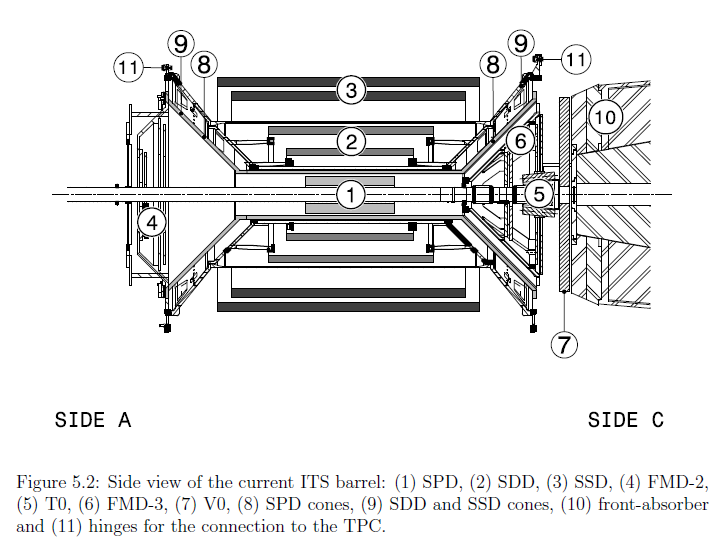 9
9
11
8
8
11
3
10
2
6
1
5
4
7
SIDE A
SIDE C
Figure 5.2: Side view of the current ITS barrel: (1) SPD, (2) SDD, (3) SSD, (4) FMD-2,
(5) T0, (6) FMD-3, (7) V0, (8) SPD cones, (9) SDD and SSD cones, (10) front-absorber
and (11) hinges for the connection to the TPC.